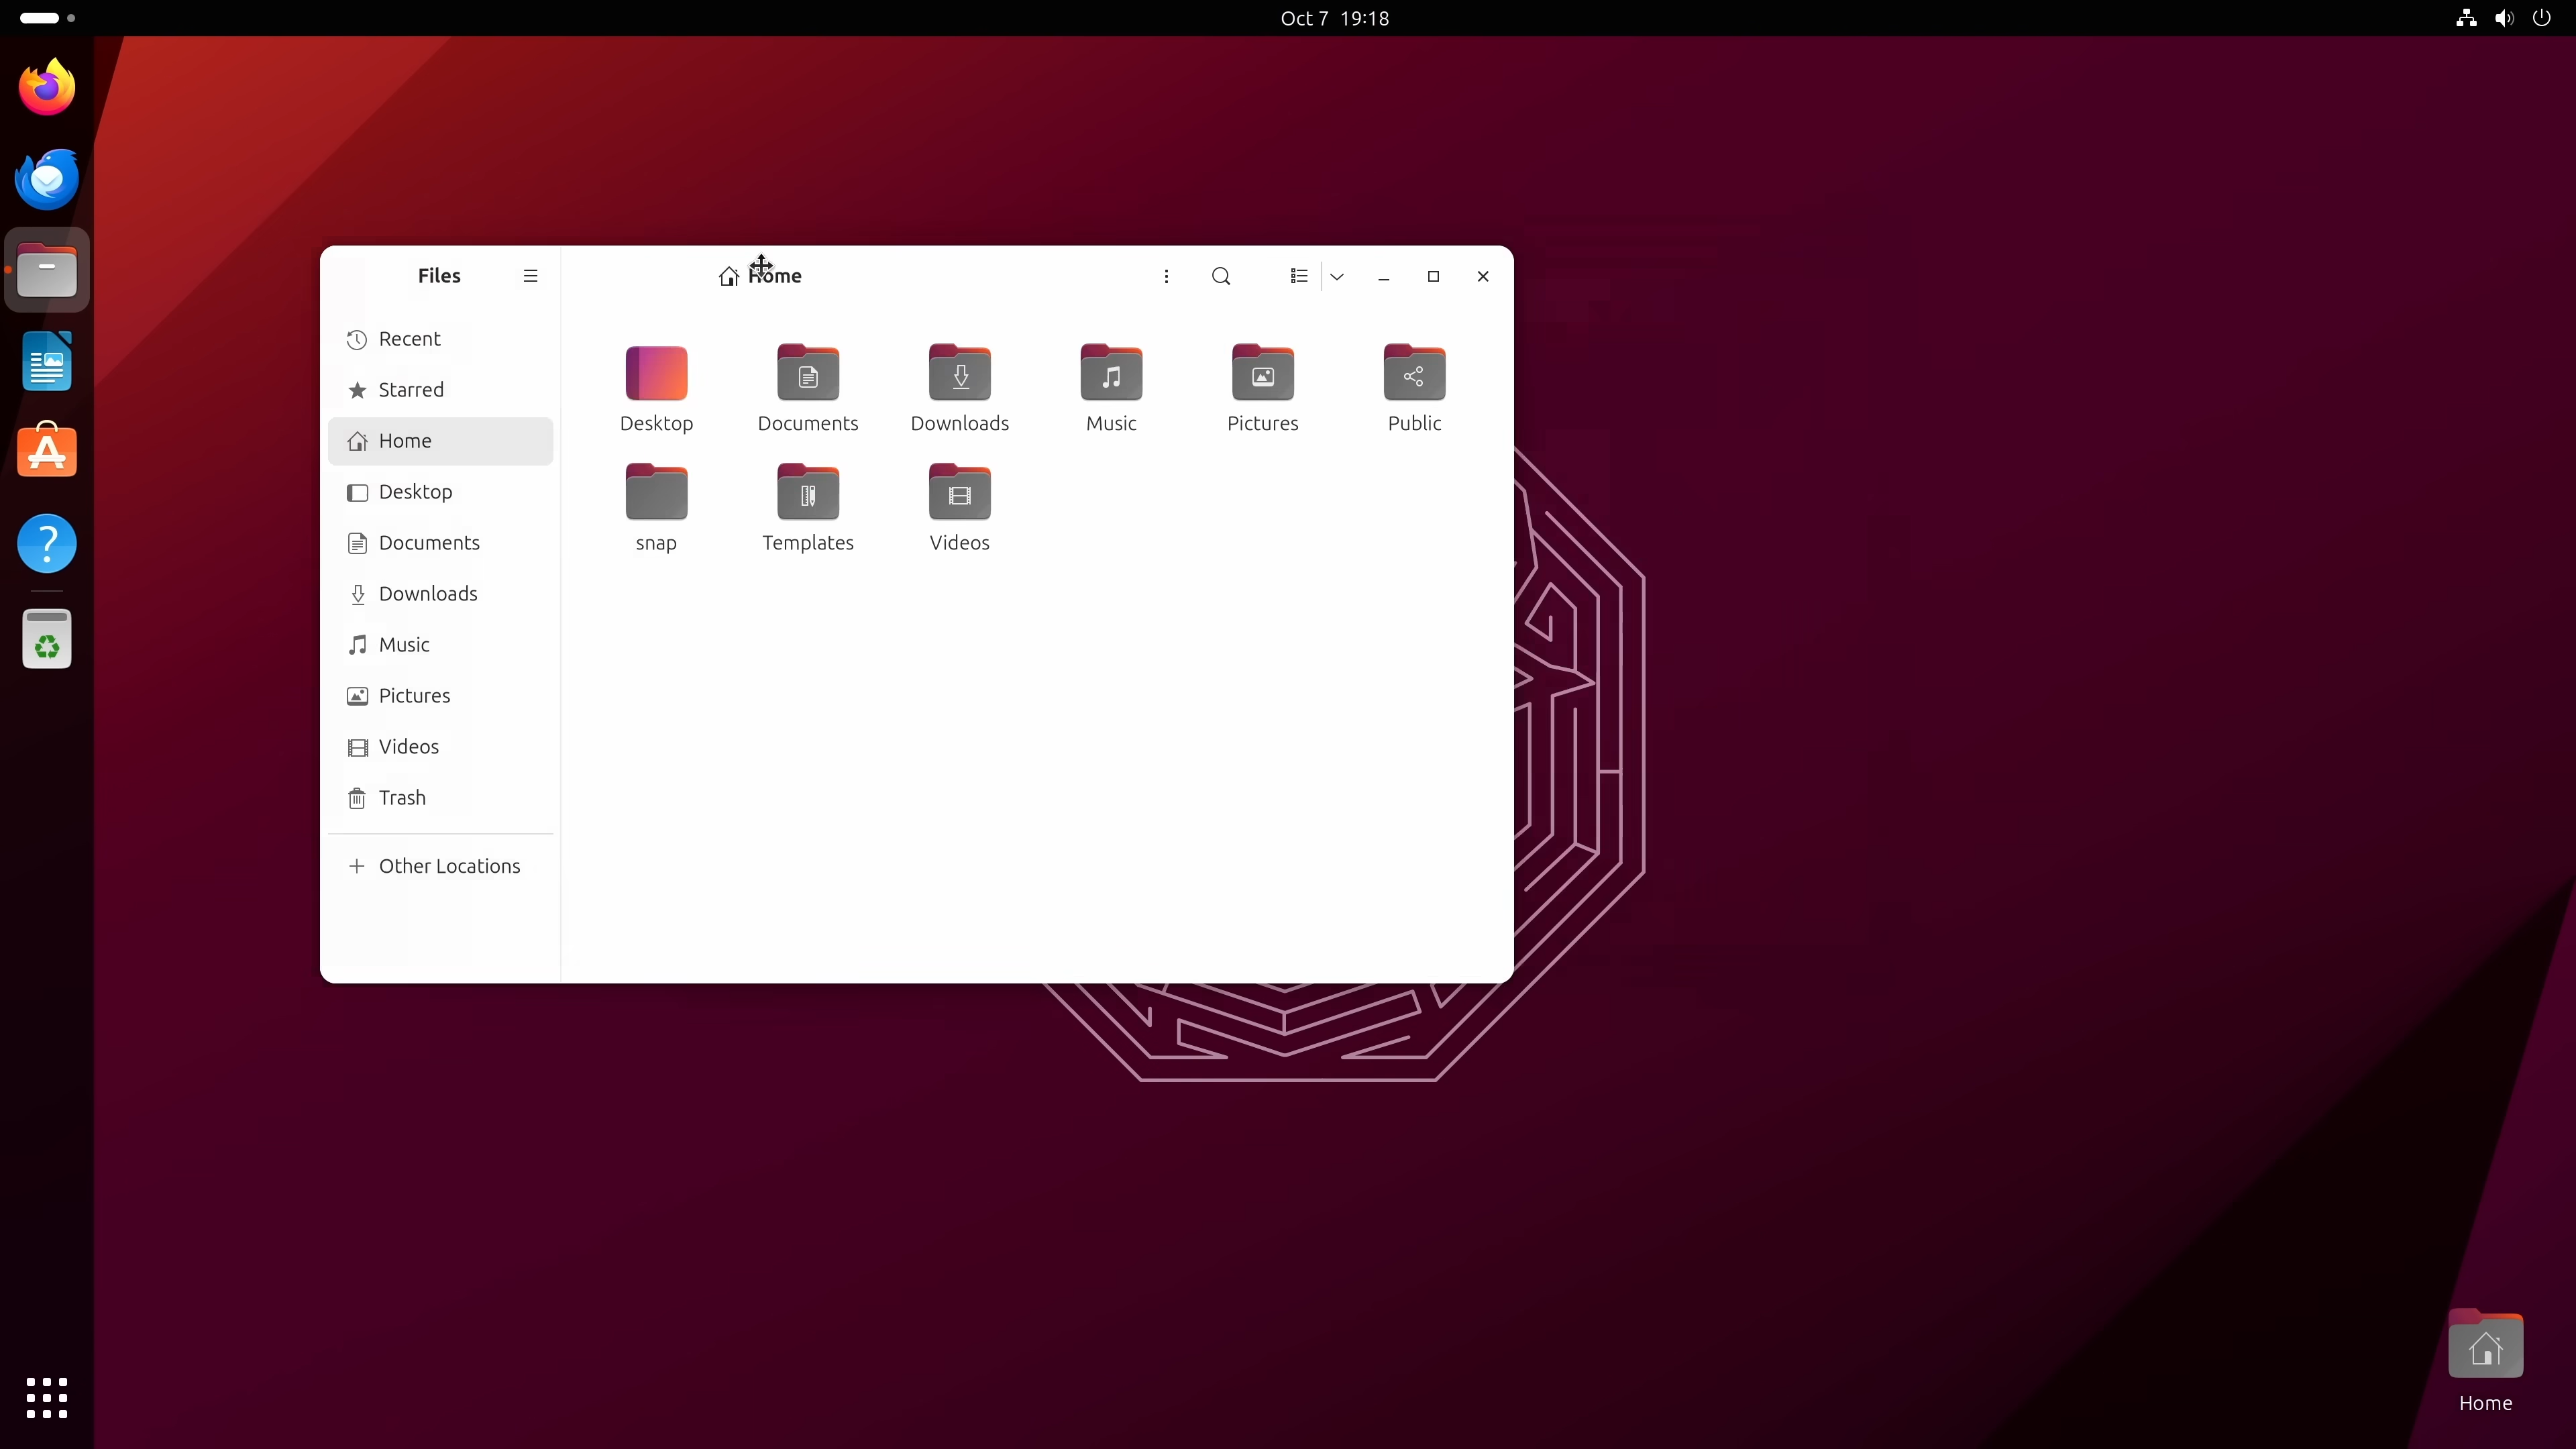 Oct 7 19:18
Files
Home
Recent
Starred
Home
Desktop
Documents
Downloads
Music
Pictures
Videos
Trash
Other Locations
Desktop
Documents
Downloads
Music
Pictures
Public
snap
Templates
Videos
Home